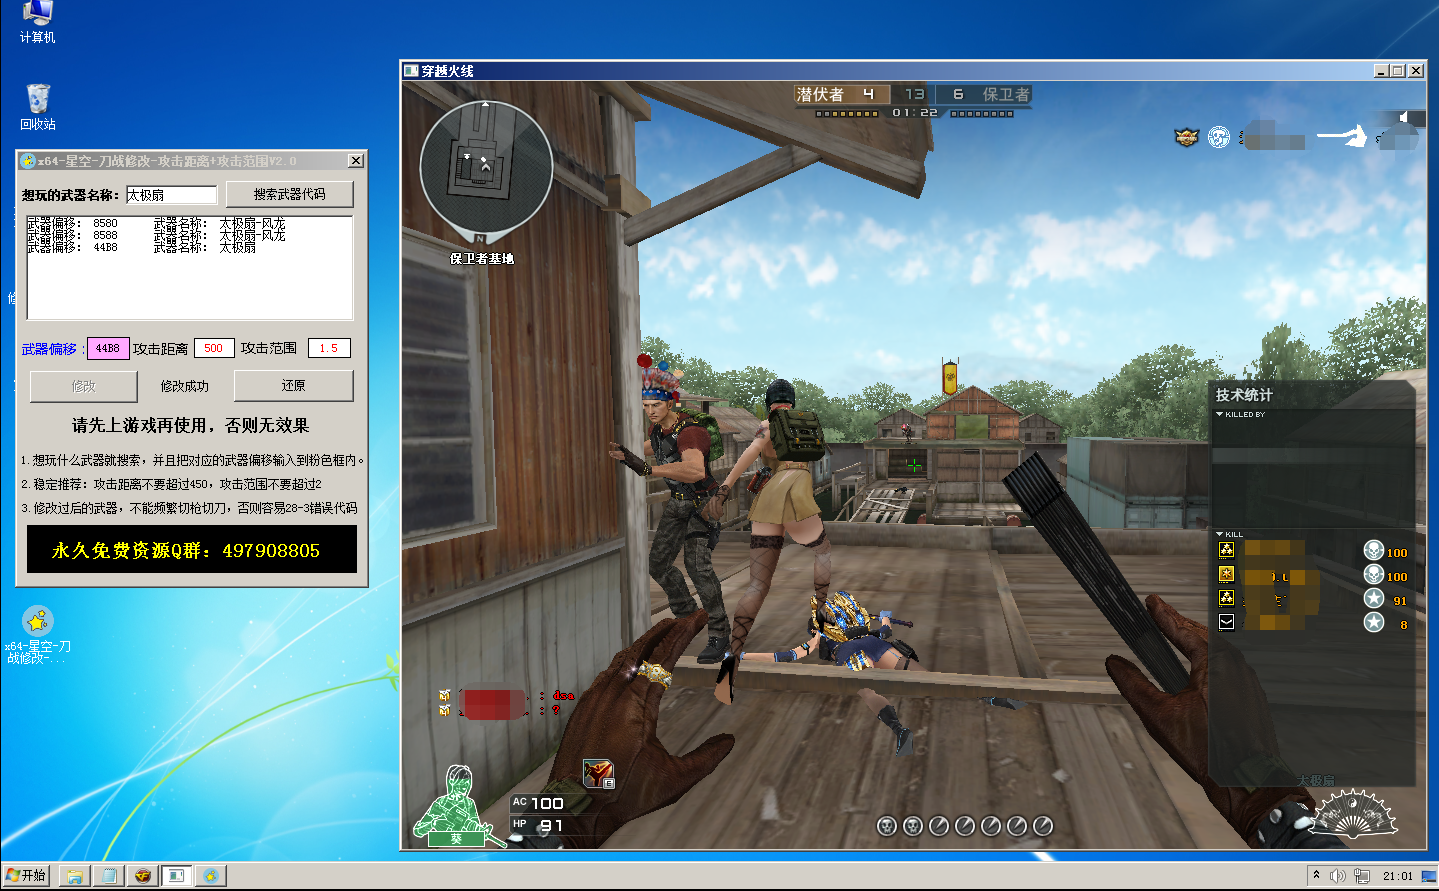 计算机
回收站
x64-星空-刀战修改-攻击距离+攻击范围V2.0
想玩的武器名称：太极扇 搜索武器代码
武器偏移： 8580 武器名称： 太极扇-风龙
武器偏移： 8588 武器名称： 太极扇-风龙
武器偏移： 44B8 武器名称： 太极扇
武器偏移： 44B8 攻击距离 500 攻击范围 1.5
修改 修改成功 还原
请先上游戏再使用，否则无效果
1.想玩什么武器就搜索，并且把对应的武器偏移输入到粉色框内。
2.稳定推荐：攻击距离不要超过450，攻击范围不要超过2
3.修改过后的武器，不能频繁切枪切刀，否则容易28-3错误代码
永久免费资源Q群：497908805
x64-星空-刀
战修改-...
穿越火线
潜伏者 4 13 6 保卫者
01:22
N
保卫者基地
技术统计
KILLED BY
KILL
100
100
91
8
太极扇
E
AC 100
HP 91
葵
开始
21:01